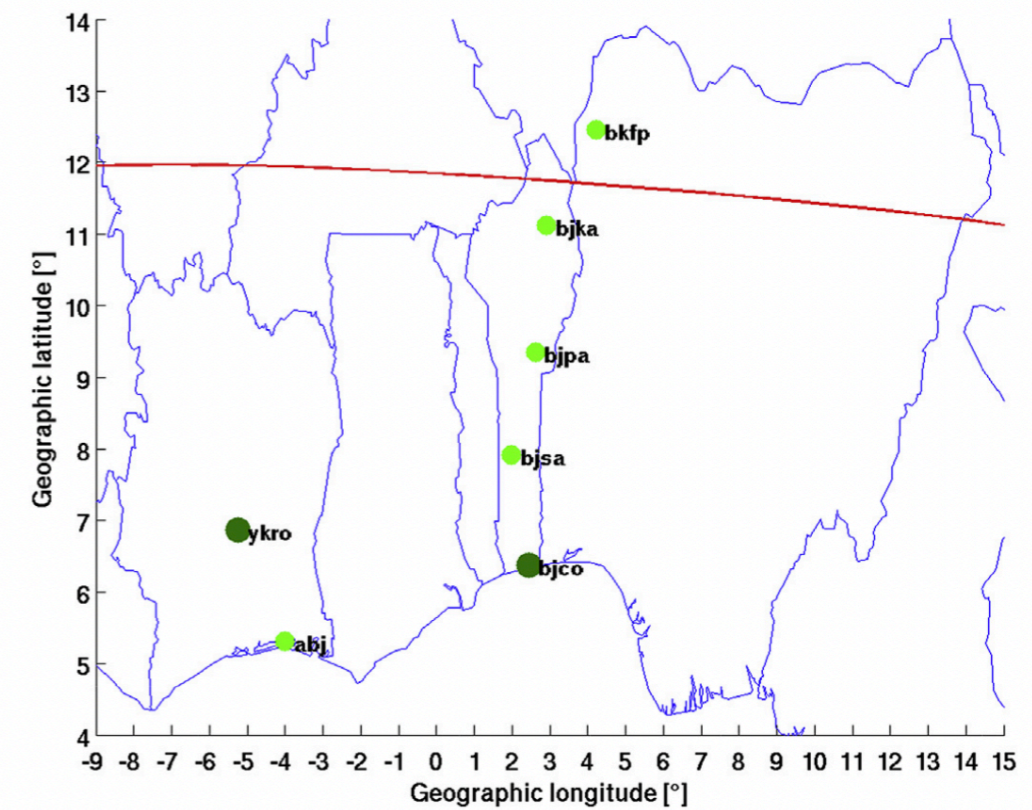 Geographic latitude [°]
14
13
12
11
10
9
8
7
6
5
4
bkfp
bjka
bjpa
bjsa
ykro
bjco
abj
-9 -8 -7 -6 -5 -4 -3 -2 -1 0 1 2 3 4 5 6 7 8 9 10 11 12 13 14 15
Geographic longitude [°]